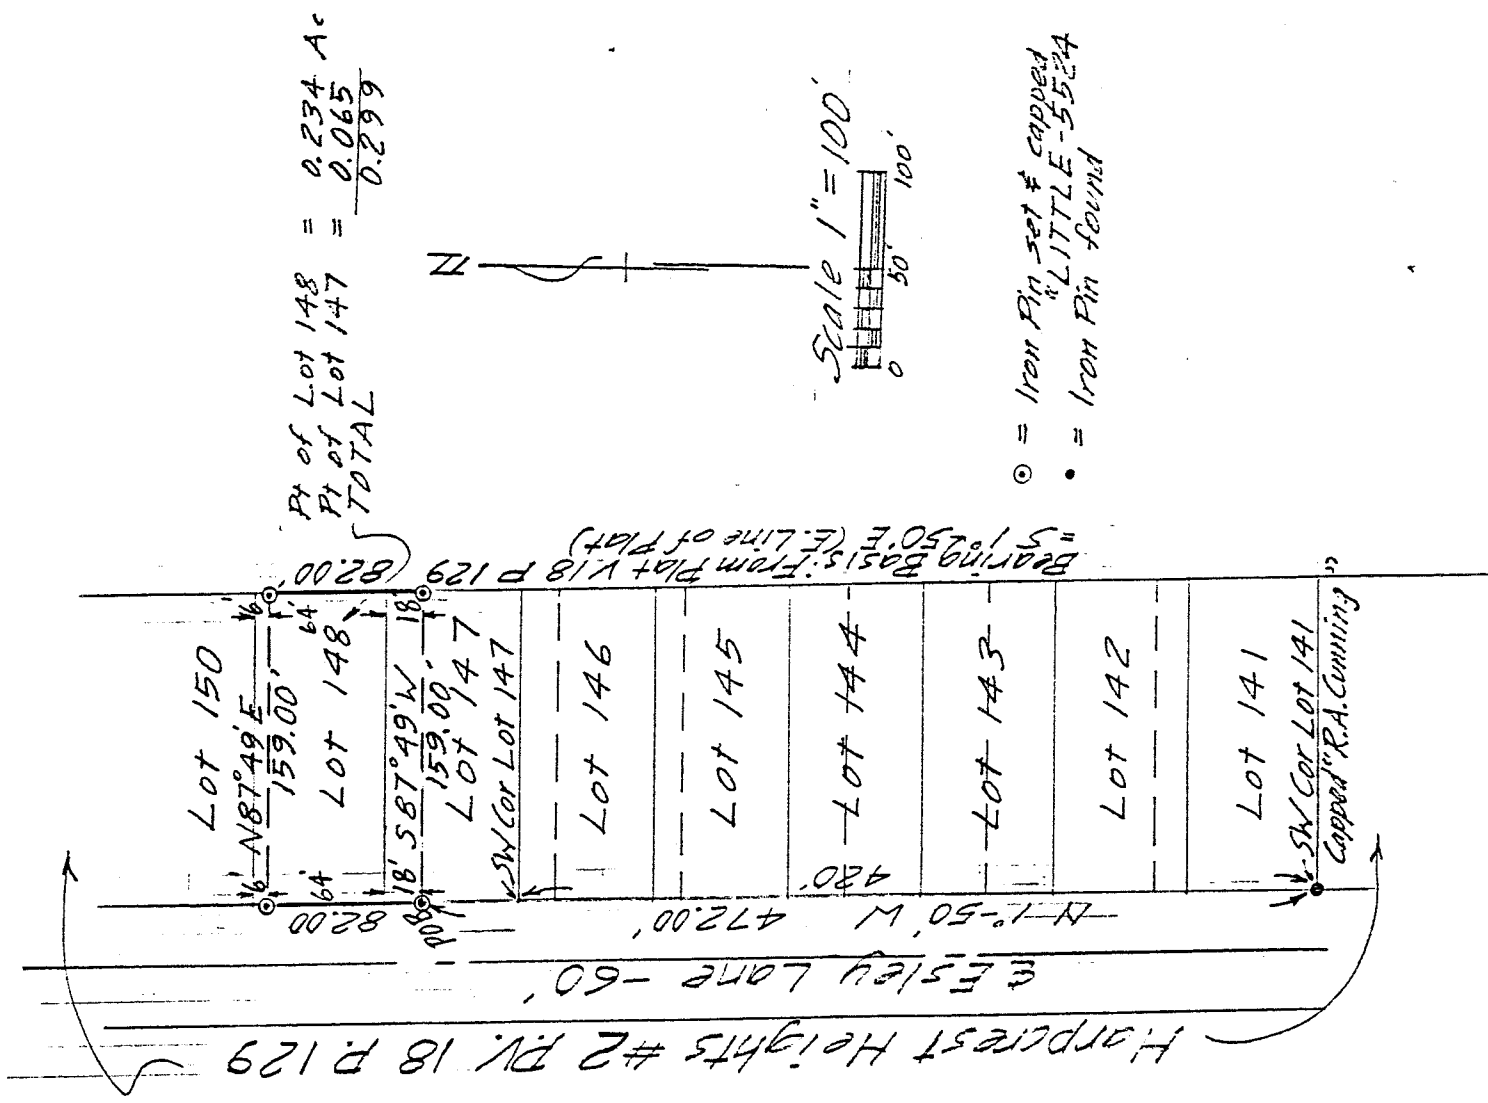 Pt of Lot 148 = 0.234 Ac
Pt of Lot 147 = 0.065
TOTAL 0.299
N
Scale 1" = 100'
0 50' 100'
⊙ = Iron Pin set & capped
"LITTLE-5524
• = Iron Pin found
Bearing Basis: From Plat V.18 P 129
= S 1°-50' E (E. Line of Plat)
82.00'
Lot 150
6' N87°49'E 6'
159.00'
64' 64'
Lot 148
18' S87°49'W 18'
159.00'
Lot 147
SW Cor Lot 147
Lot 146
Lot 145
Lot 144
Lot 143
Lot 142
Lot 141
SW Cor Lot 141
Capped "R.A. Cunning"
82.00
POB
420'
N-1°-50' W 472.00'
℄ Esley Lane -60'
Harpcrest Heights #2 P.V. 18 P. 129